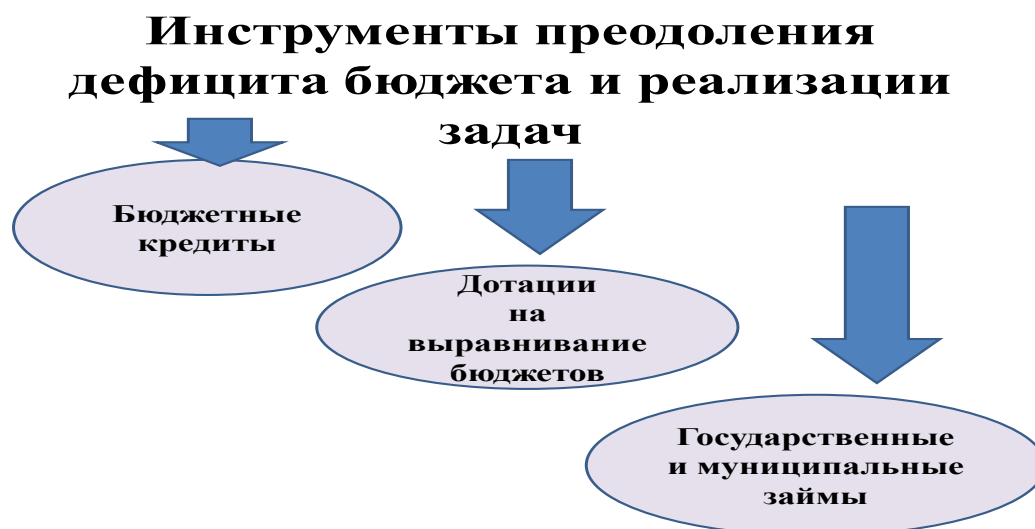 Инструменты преодоления
дефицита бюджета и реализации
задач
Бюджетные
кредиты
Дотации
на
выравнивание
бюджетов
Государственные
и муниципальные
займы